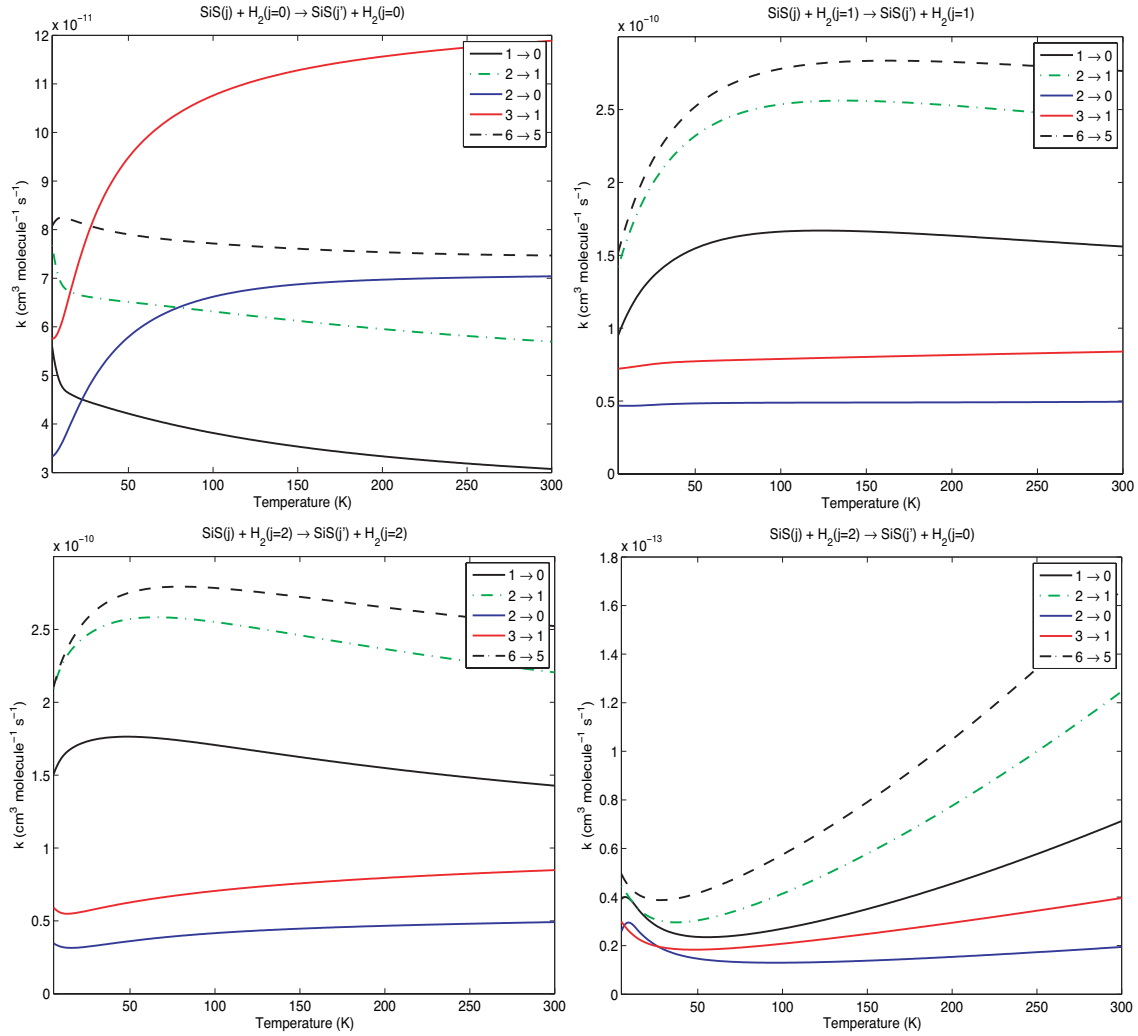 SiS(j) + H2(j=0) → SiS(j') + H2(j=0)
x 10^-11
12
11
10
9
8
7
6
5
4
3
50
100
150
200
250
300
k (cm^3 molecule^-1 s^-1)
Temperature (K)
1 → 0
2 → 1
2 → 0
3 → 1
6 → 5
SiS(j) + H2(j=1) → SiS(j') + H2(j=1)
x 10^-10
3
2.5
2
1.5
1
0.5
0
50
100
150
200
250
300
k (cm^3 molecule^-1 s^-1)
Temperature (K)
1 → 0
2 → 1
2 → 0
3 → 1
6 → 5
SiS(j) + H2(j=2) → SiS(j') + H2(j=2)
x 10^-10
3
2.5
2
1.5
1
0.5
0
50
100
150
200
250
300
k (cm^3 molecule^-1 s^-1)
Temperature (K)
1 → 0
2 → 1
2 → 0
3 → 1
6 → 5
SiS(j) + H2(j=2) → SiS(j') + H2(j=0)
x 10^-13
1.8
1.6
1.4
1.2
1
0.8
0.6
0.4
0.2
0
50
100
150
200
250
300
k (cm^3 molecule^-1 s^-1)
Temperature (K)
1 → 0
2 → 1
2 → 0
3 → 1
6 → 5